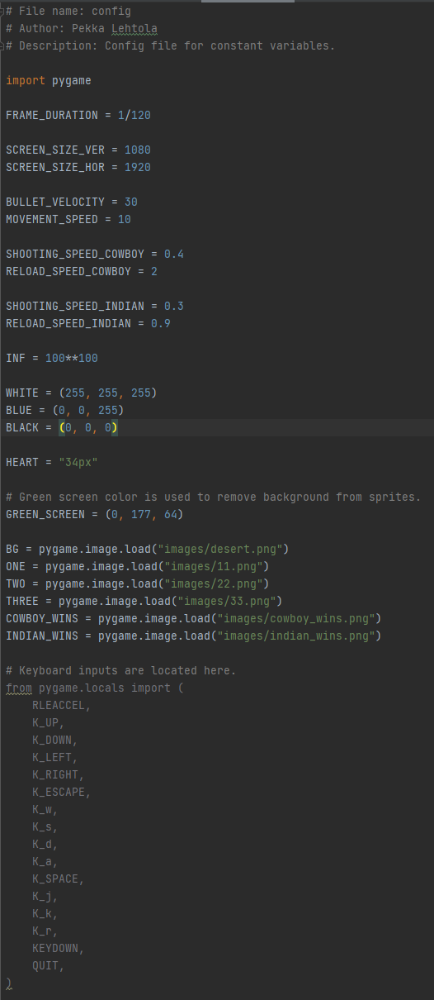 # File name: config
# Author: Pekka Lehtola
# Description: Config file for constant variables.
import pygame
FRAME_DURATION = 1/120
SCREEN_SIZE_VER = 1080
SCREEN_SIZE_HOR = 1920
BULLET_VELOCITY = 30
MOVEMENT_SPEED = 10
SHOOTING_SPEED_COWBOY = 0.4
RELOAD_SPEED_COWBOY = 2
SHOOTING_SPEED_INDIAN = 0.3
RELOAD_SPEED_INDIAN = 0.9
INF = 100**100
WHITE = (255, 255, 255)
BLUE = (0, 0, 255)
BLACK = (0, 0, 0)
HEART = "34px"
# Green screen color is used to remove background from sprites.
GREEN_SCREEN = (0, 177, 64)
BG = pygame.image.load("images/desert.png")
ONE = pygame.image.load("images/11.png")
TWO = pygame.image.load("images/22.png")
THREE = pygame.image.load("images/33.png")
COWBOY_WINS = pygame.image.load("images/cowboy_wins.png")
INDIAN_WINS = pygame.image.load("images/indian_wins.png")
# Keyboard inputs are located here.
from pygame.locals import (
    RLEACCEL,
    K_UP,
    K_DOWN,
    K_LEFT,
    K_RIGHT,
    K_ESCAPE,
    K_w,
    K_s,
    K_d,
    K_a,
    K_SPACE,
    K_j,
    K_k,
    K_r,
    KEYDOWN,
    QUIT,
)